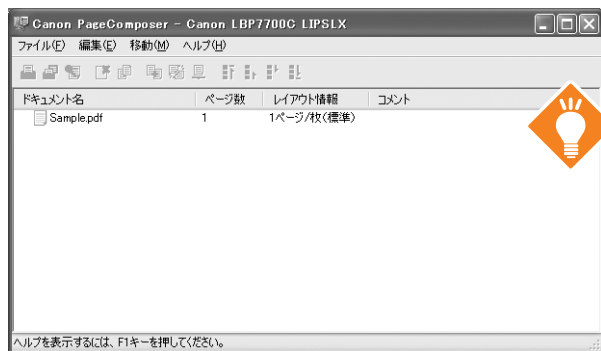 Canon PageComposer - Canon LBP7700C LIPSLX
ファイル(F) 編集(E) 移動(M) ヘルプ(H)
ドキュメント名 ページ数 レイアウト情報 コメント
Sample.pdf 1 1ページ/枚(標準)
ヘルプを表示するには、F1キーを押してください。